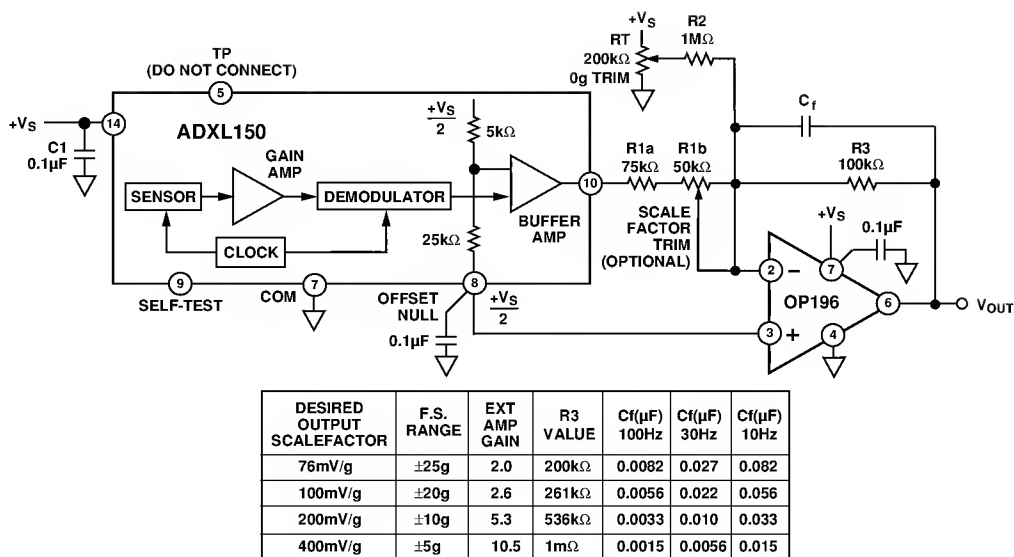 TP
(DO NOT CONNECT)
5
+VS
14
C1
0.1µF
ADXL150
SENSOR
GAIN
AMP
DEMODULATOR
CLOCK
+VS
2
5kΩ
25kΩ
BUFFER
AMP
10
9
SELF-TEST
COM
7
OFFSET
NULL
8
+VS
2
0.1µF
+VS
RT
200kΩ
0g TRIM
R2
1MΩ
R1a
75kΩ
R1b
50kΩ
SCALE
FACTOR
TRIM
(OPTIONAL)
Cf
R3
100kΩ
+VS
0.1µF
2
−
7
OP196
6
VOUT
3
+
4
DESIRED OUTPUT SCALEFACTOR F.S. RANGE EXT AMP GAIN R3 VALUE Cf(µF) 100Hz Cf(µF) 30Hz Cf(µF) 10Hz
76mV/g ±25g 2.0 200kΩ 0.0082 0.027 0.082
100mV/g ±20g 2.6 261kΩ 0.0056 0.022 0.056
200mV/g ±10g 5.3 536kΩ 0.0033 0.010 0.033
400mV/g ±5g 10.5 1mΩ 0.0015 0.0056 0.015